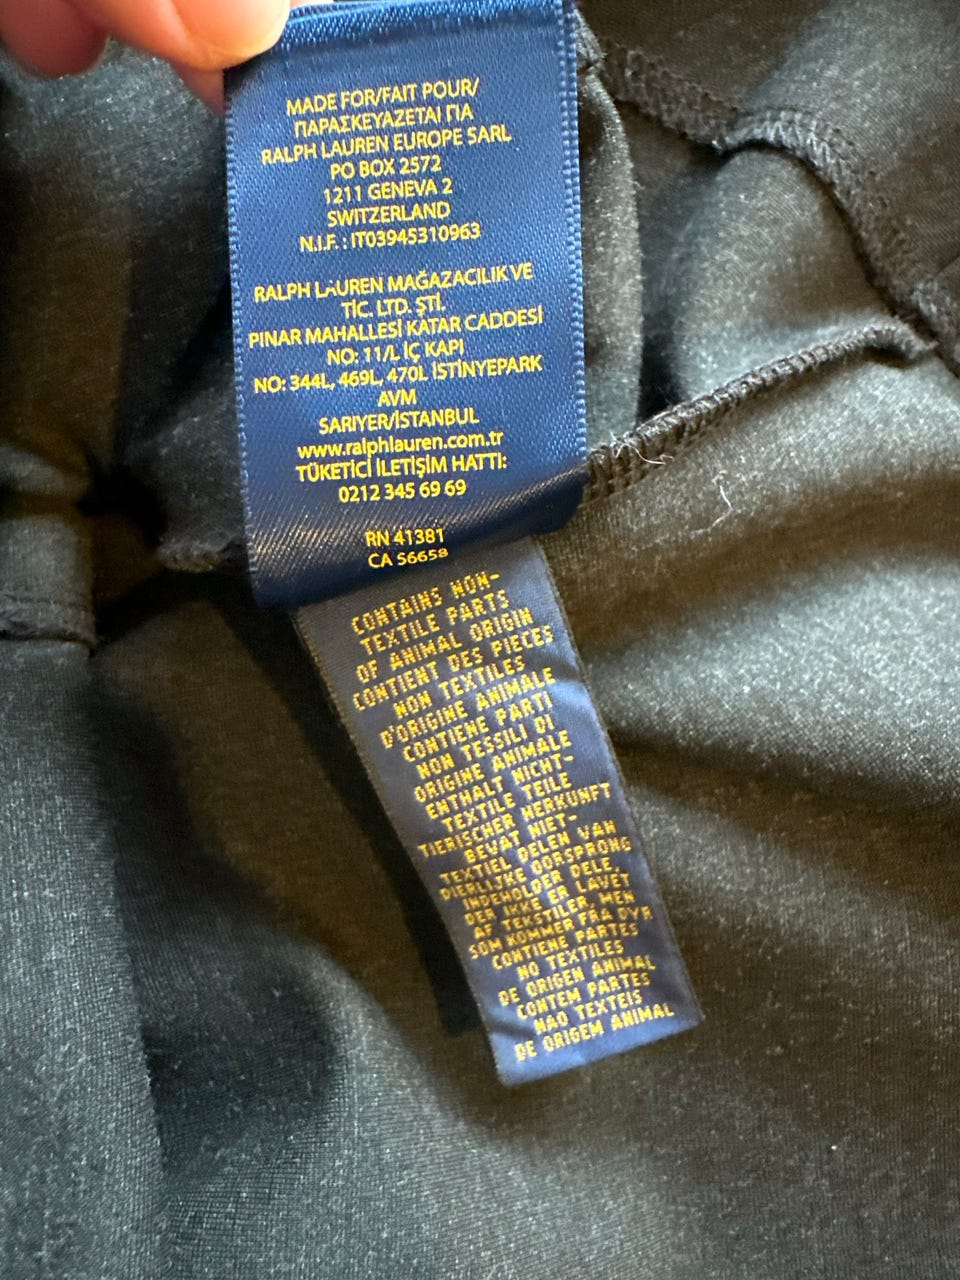 MADE FOR/FAIT POUR/
ΠΑΡΑΣΚΕΥΑΖΕΤΑΙ ΓΙΑ
RALPH LAUREN EUROPE SARL
PO BOX 2572
1211 GENEVA 2
SWITZERLAND
N.I.F. : IT03945310963
RALPH LAUREN MAĞAZACILIK VE
TİC. LTD. ŞTİ.
PINAR MAHALLESİ KATAR CADDESİ
NO: 11/L İÇ KAPI
NO: 344L, 469L, 470L İSTİNYEPARK
AVM
SARIYER/İSTANBUL
www.ralphlauren.com.tr
TÜKETİCİ İLETİŞİM HATTI:
0212 345 69 69
RN 41381
CA 56658
CONTAINS NON-
TEXTILE PARTS
OF ANIMAL ORIGIN
CONTIENT DES PIECES
NON TEXTILES
D'ORIGINE ANIMALE
CONTIENE PARTI
NON TESSILI DI
ORIGINE ANIMALE
ENTHALT NICHT-
TEXTILE TEILE
TIERISCHER HERKUNFT
BEVAT NIET-
TEXTIEL DELEN VAN
DIERLIJKE OORSPRONG
INDEHOLDER DELE,
DER IKKE ER LAVET
AF TEKSTILER, MEN
SOM KOMMER FRA DYR
CONTIENE PARTES
NO TEXTILES
DE ORIGEN ANIMAL
CONTEM PARTES
NAO TEXTEIS
DE ORIGEM ANIMAL